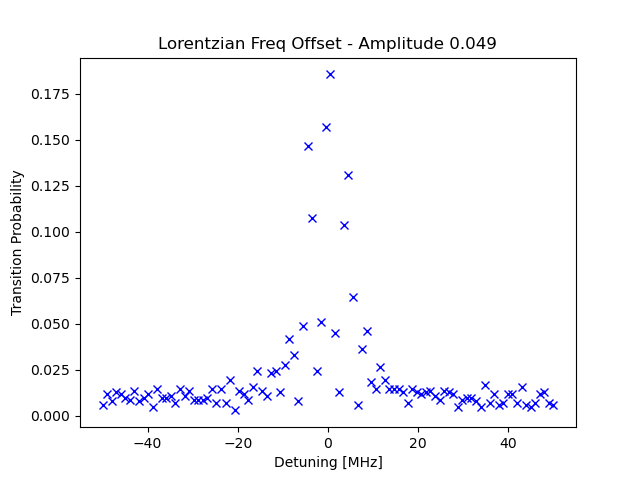 Lorentzian Freq Offset - Amplitude 0.049
Transition Probability
0.175
0.150
0.125
0.100
0.075
0.050
0.025
0.000
−40 −20 0 20 40
Detuning [MHz]